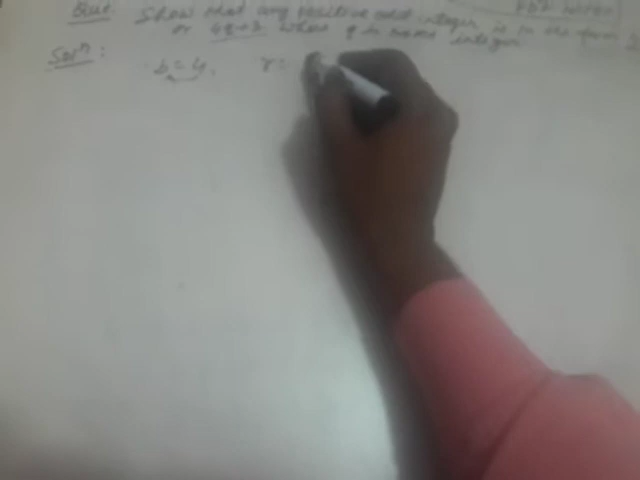 Que Show that any positive odd integer is in the form
or 4q+3 where q is some integer
Solⁿ : b = 4, r =